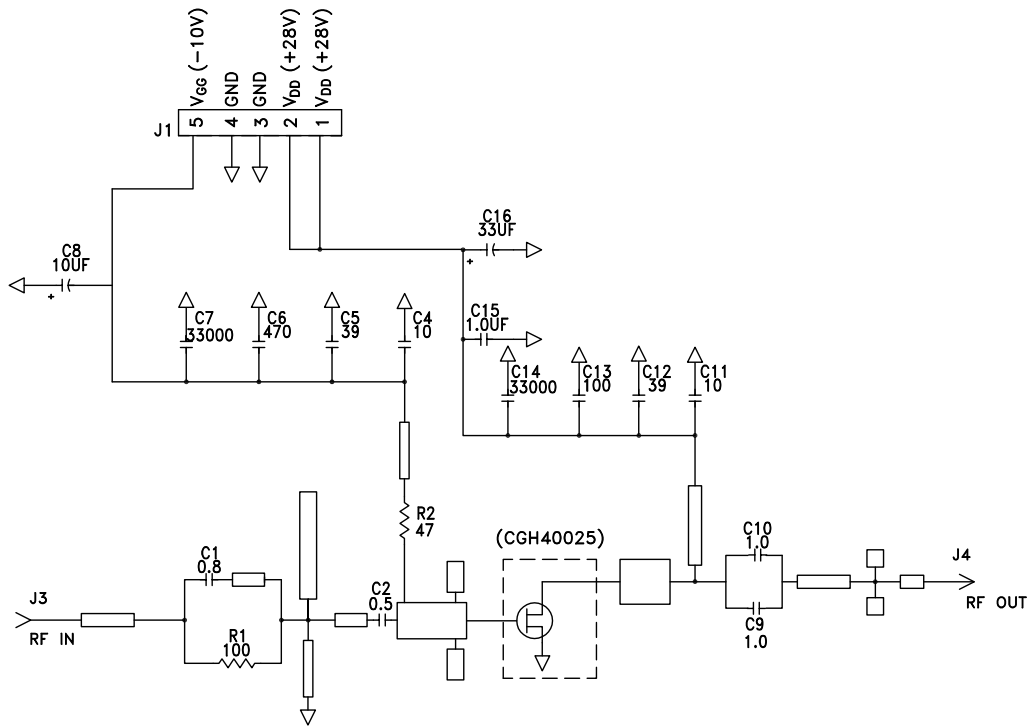 VGG (-10V)
GND
GND
VDD (+28V)
VDD (+28V)
J1
5
4
3
2
1
C16
33UF
+
C8
10UF
+
C7
33000
C6
470
C5
39
C4
10
C15
1.0UF
C14
33000
C13
100
C12
39
C11
10
R2
47
(CGH40025)
C10
1.0
J4
RF OUT
C1
0.8
C2
0.5
J3
RF IN
R1
100
C9
1.0